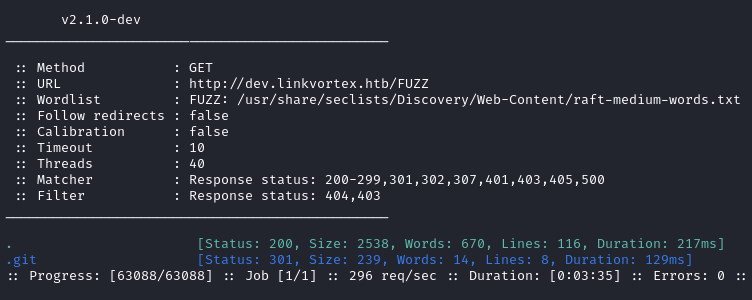 v2.1.0-dev
:: Method : GET
:: URL : http://dev.linkvortex.htb/FUZZ
:: Wordlist : FUZZ: /usr/share/seclists/Discovery/Web-Content/raft-medium-words.txt
:: Follow redirects : false
:: Calibration : false
:: Timeout : 10
:: Threads : 40
:: Matcher : Response status: 200-299,301,302,307,401,403,405,500
:: Filter : Response status: 404,403
. [Status: 200, Size: 2538, Words: 670, Lines: 116, Duration: 217ms]
.git [Status: 301, Size: 239, Words: 14, Lines: 8, Duration: 129ms]
:: Progress: [63088/63088] :: Job [1/1] :: 296 req/sec :: Duration: [0:03:35] :: Errors: 0 ::